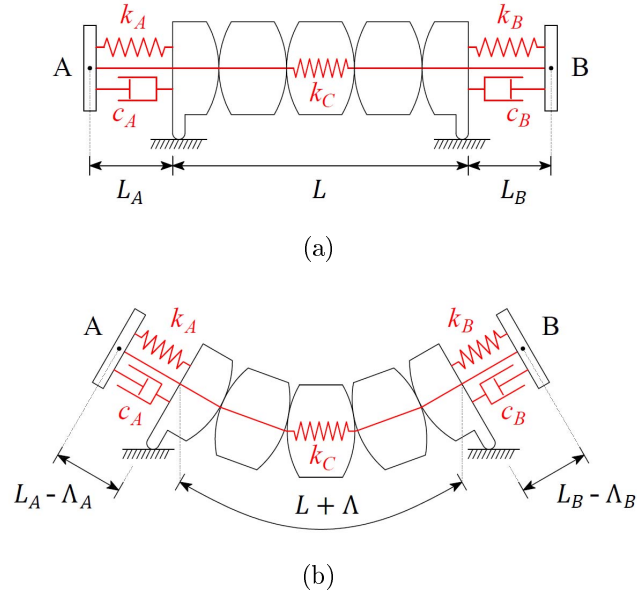 k_A k_B
A B
k_C
c_A c_B
L_A L L_B
(a)
A k_A k_B B
c_A k_C c_B
L_A - Λ_A L + Λ L_B - Λ_B
(b)